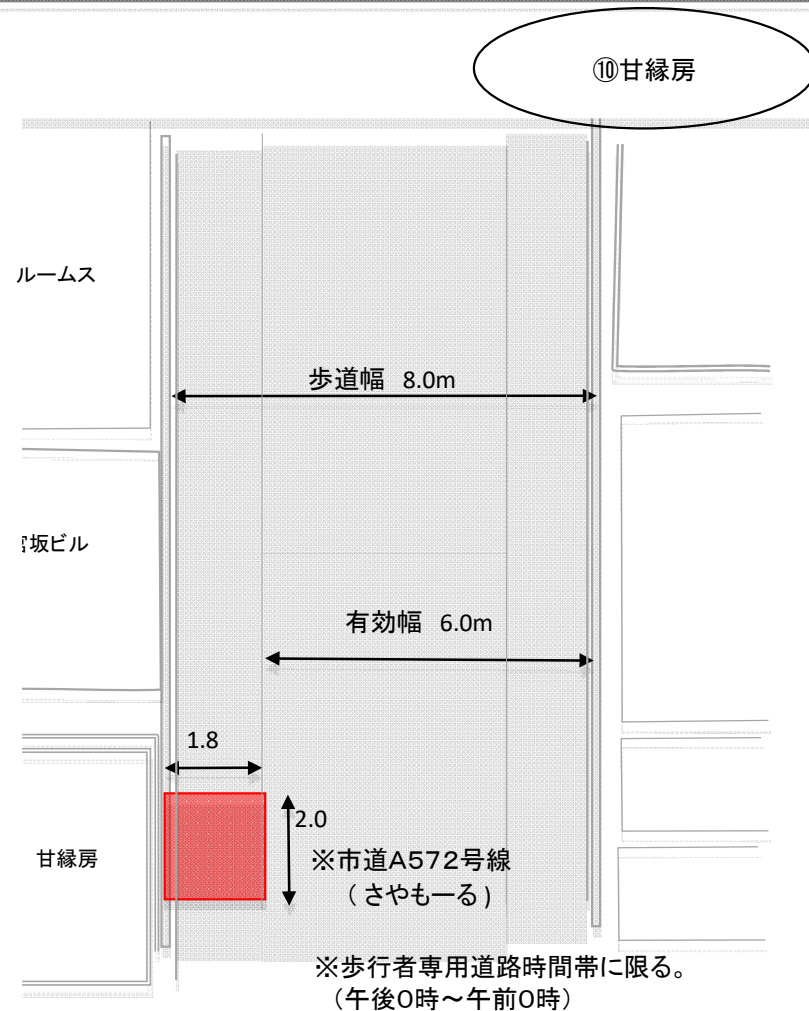 ⑩甘縁房
ルームス
歩道幅 8.0m
宮坂ビル
有効幅 6.0m
1.8
2.0
甘縁房
※市道A572号線
（さやもーる）
※歩行者専用道路時間帯に限る。
（午後0時～午前0時）